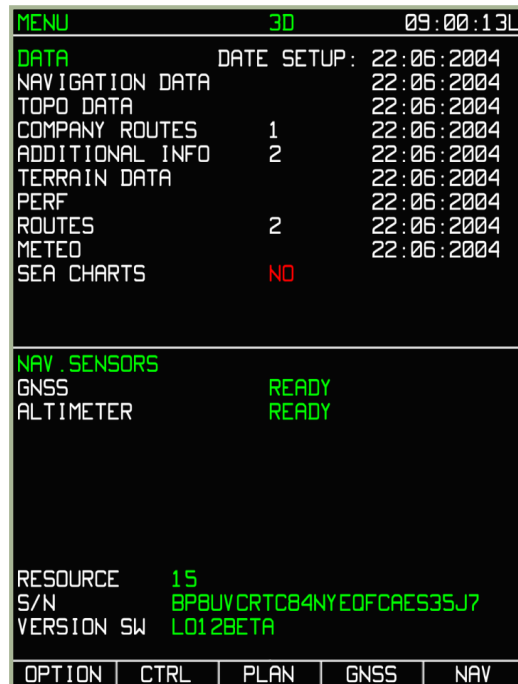 MENU 3D 09:00:13L
DATA DATE SETUP: 22:06:2004
NAVIGATION DATA 22:06:2004
TOPO DATA 22:06:2004
COMPANY ROUTES 1 22:06:2004
ADDITIONAL INFO 2 22:06:2004
TERRAIN DATA 22:06:2004
PERF 22:06:2004
ROUTES 2 22:06:2004
METEO 22:06:2004
SEA CHARTS NO
NAV.SENSORS
GNSS READY
ALTIMETER READY
RESOURCE 15
S/N BP8UVCRTC84NYEQFCAES35J7
VERSION SW L012BETA
OPTION CTRL PLAN GNSS NAV